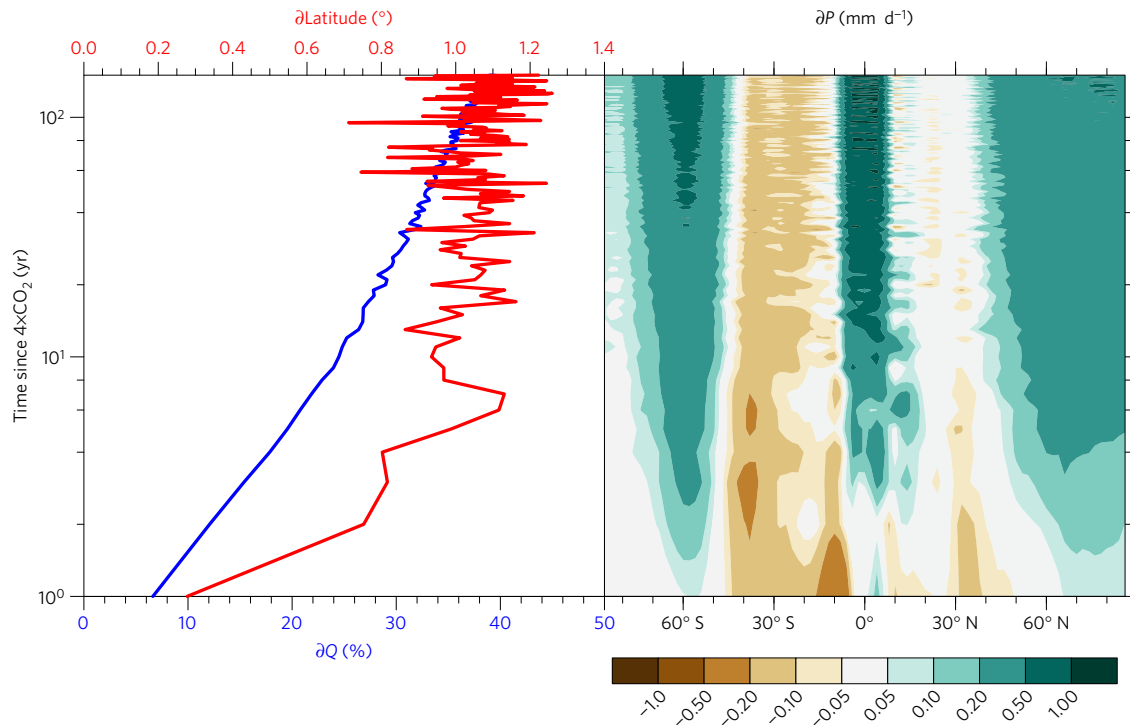 ∂Latitude (°)
0.0 0.2 0.4 0.6 0.8 1.0 1.2 1.4
∂P (mm d⁻¹)
Time since 4×CO₂ (yr)
10²
10¹
10⁰
0 10 20 30 40 50
∂Q (%)
60° S 30° S 0° 30° N 60° N
−1.0 −0.50 −0.20 −0.10 −0.05 0.05 0.10 0.20 0.50 1.00